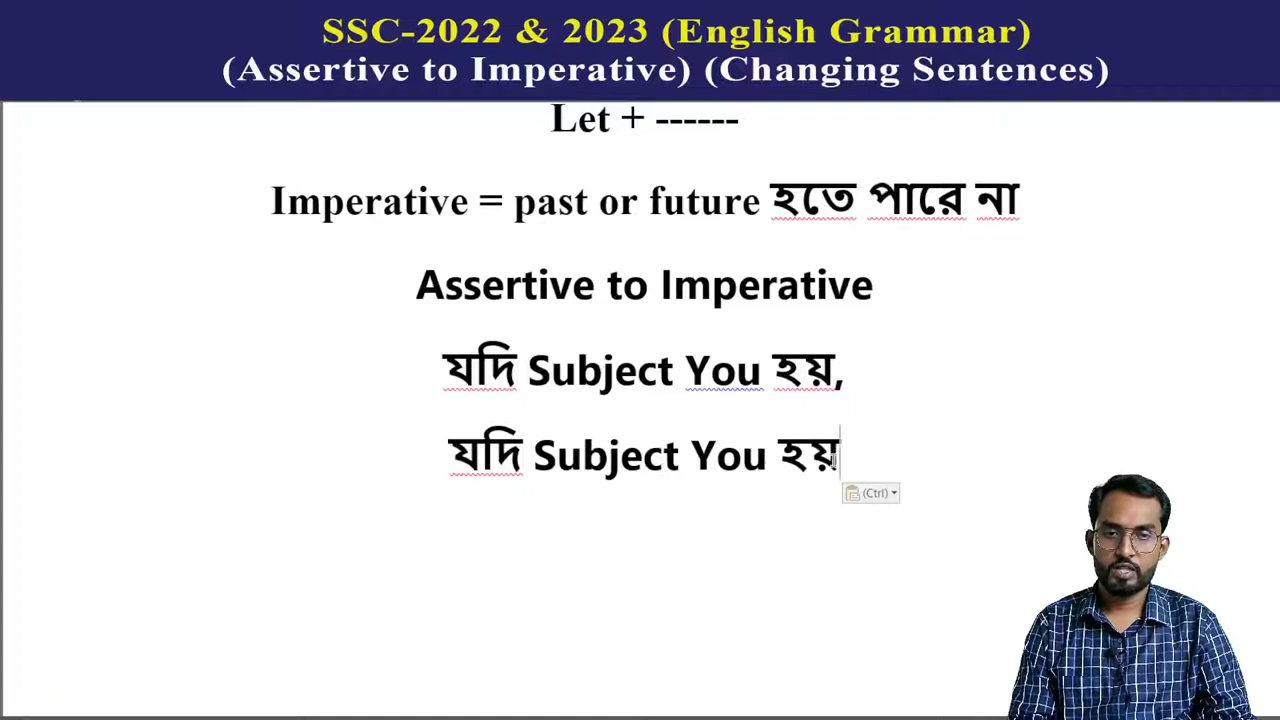 SSC-2022 & 2023 (English Grammar)
(Assertive to Imperative) (Changing Sentences)
Let + ------
Imperative = past or future হতে পারে না
Assertive to Imperative
যদি Subject You হয়,
যদি Subject You হয়
(Ctrl)